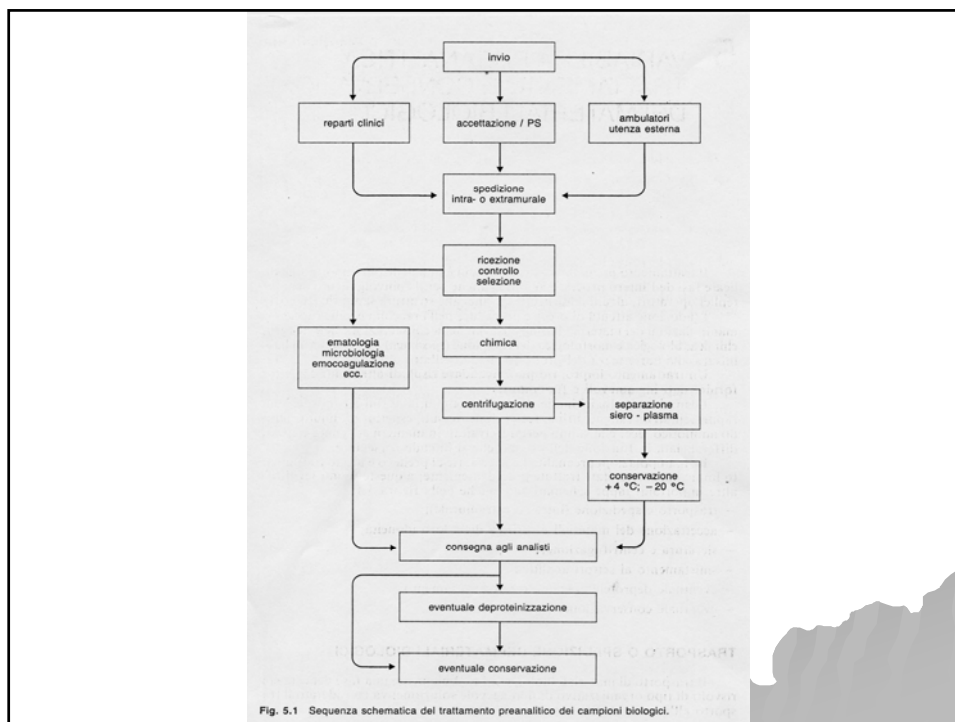 invio
reparti clinici
accettazione / PS
ambulatori
utenza esterna
spedizione
intra- o extramurale
ricezione
controllo
selezione
ematologia
microbiologia
emocoagulazione
ecc.
chimica
centrifugazione
separazione
siero - plasma
conservazione
+4 °C; −20 °C
consegna agli analisti
eventuale deproteinizzazione
eventuale conservazione
TRASPORTO O
Fig. 5.1 Sequenza schematica del trattamento preanalitico dei campioni biologici.